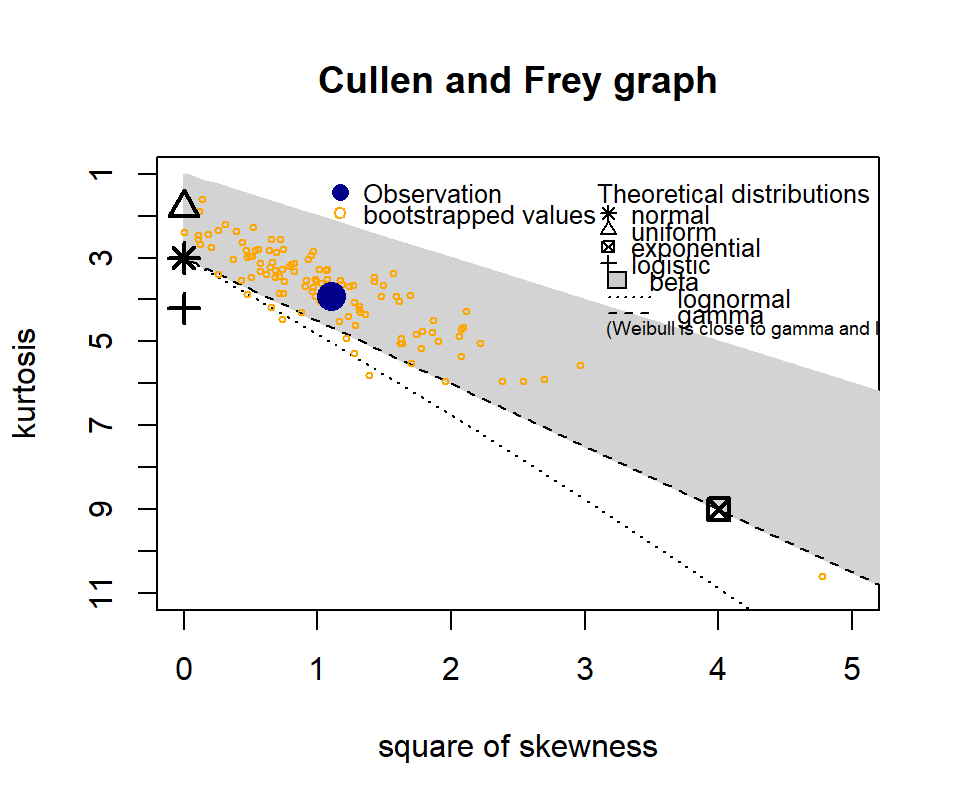 Cullen and Frey graph
Observation
bootstrapped values
Theoretical distributions
normal
uniform
exponential
logistic
beta
lognormal
gamma
(Weibull is close to gamma and l
kurtosis
1
3
5
7
9
11
0 1 2 3 4 5
square of skewness